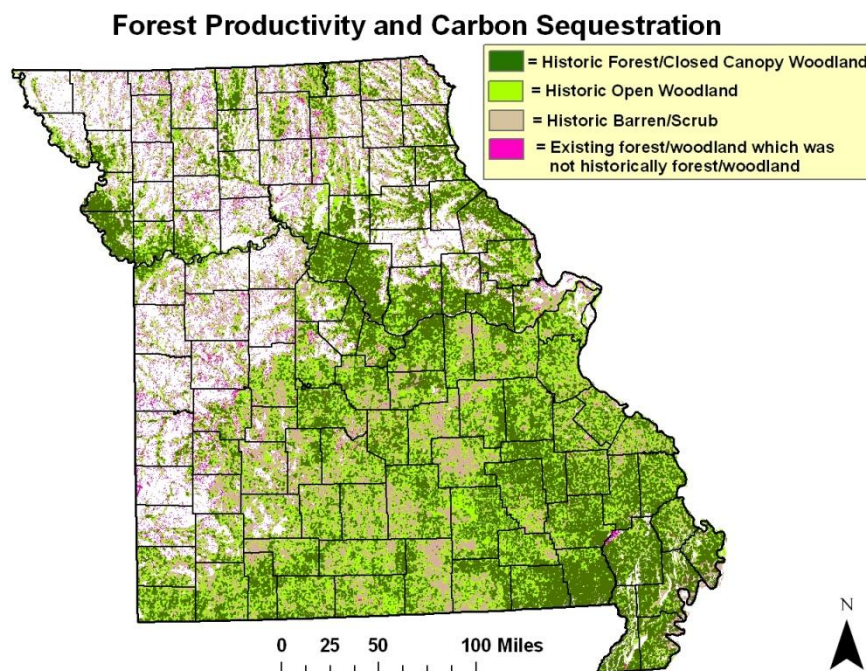 Forest Productivity and Carbon Sequestration
= Historic Forest/Closed Canopy Woodland
= Historic Open Woodland
= Historic Barren/Scrub
= Existing forest/woodland which was
not historically forest/woodland
N
0 25 50 100 Miles